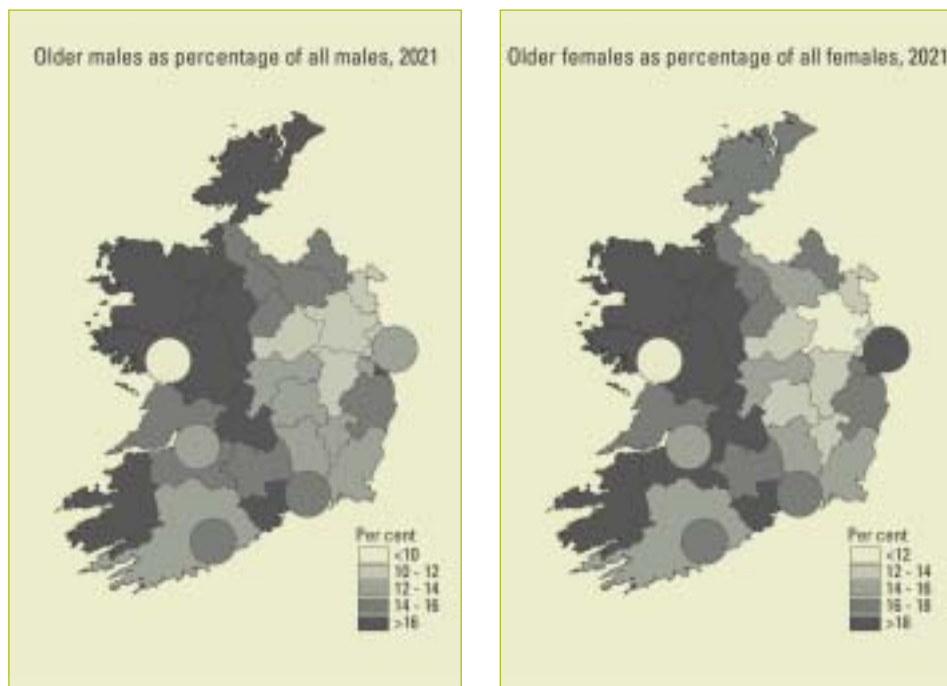 Older males as percentage of all males, 2021
Per cent
<10
10 - 12
12 - 14
14 - 16
>16
Older females as percentage of all females, 2021
Per cent
<12
12 - 14
14 - 16
16 - 18
>18